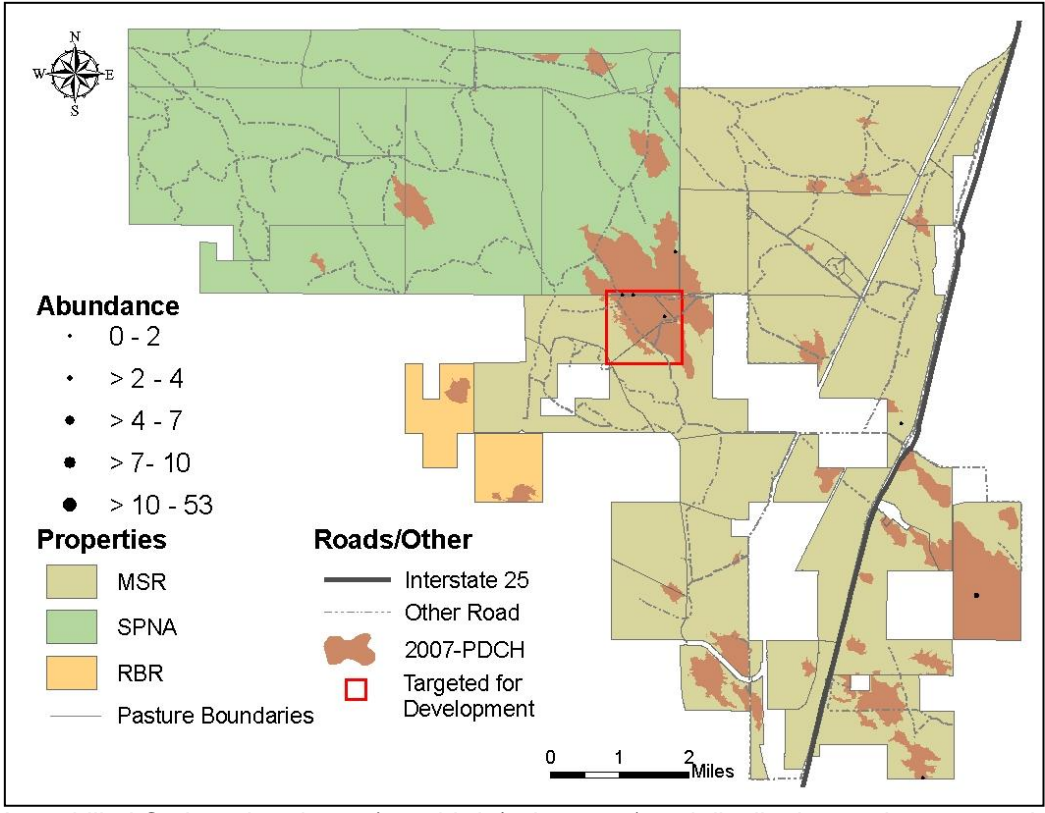 N
W E
S
Abundance
0 - 2
> 2 - 4
> 4 - 7
> 7- 10
> 10 - 53
Properties
MSR
SPNA
RBR
Pasture Boundaries
Roads/Other
Interstate 25
Other Road
2007-PDCH
Targeted for
Development
0 1 2
Miles